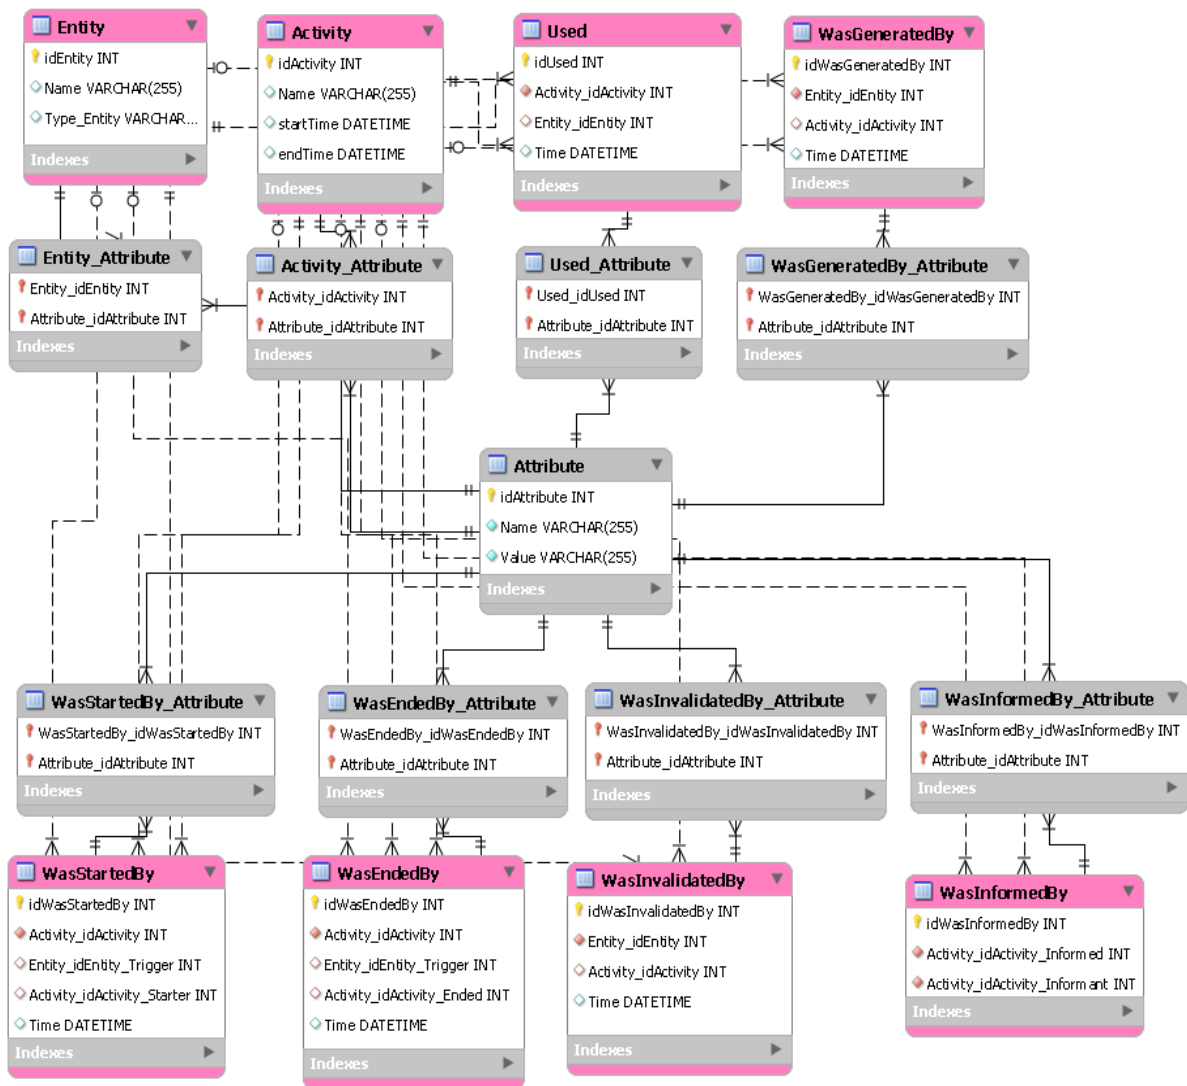 Entity
idEntity INT
Name VARCHAR(255)
Type_Entity VARCHAR...
Indexes
Activity
idActivity INT
Name VARCHAR(255)
startTime DATETIME
endTime DATETIME
Indexes
Used
idUsed INT
Activity_idActivity INT
Entity_idEntity INT
Time DATETIME
Indexes
WasGeneratedBy
idWasGeneratedBy INT
Entity_idEntity INT
Activity_idActivity INT
Time DATETIME
Indexes
Entity_Attribute
Entity_idEntity INT
Attribute_idAttribute INT
Indexes
Activity_Attribute
Activity_idActivity INT
Attribute_idAttribute INT
Indexes
Used_Attribute
Used_idUsed INT
Attribute_idAttribute INT
Indexes
WasGeneratedBy_Attribute
WasGeneratedBy_idWasGeneratedBy INT
Attribute_idAttribute INT
Indexes
Attribute
idAttribute INT
Name VARCHAR(255)
Value VARCHAR(255)
Indexes
WasStartedBy_Attribute
WasStartedBy_idWasStartedBy INT
Attribute_idAttribute INT
Indexes
WasEndedBy_Attribute
WasEndedBy_idWasEndedBy INT
Attribute_idAttribute INT
Indexes
WasInvalidatedBy_Attribute
WasInvalidatedBy_idWasInvalidatedBy INT
Attribute_idAttribute INT
Indexes
WasInformedBy_Attribute
WasInformedBy_idWasInformedBy INT
Attribute_idAttribute INT
Indexes
WasStartedBy
idWasStartedBy INT
Activity_idActivity INT
Entity_idEntity_Trigger INT
Activity_idActivity_Starter INT
Time DATETIME
Indexes
WasEndedBy
idWasEndedBy INT
Activity_idActivity INT
Entity_idEntity_Trigger INT
Activity_idActivity_Ended INT
Time DATETIME
Indexes
WasInvalidatedBy
idWasInvalidatedBy INT
Entity_idEntity INT
Activity_idActivity INT
Time DATETIME
Indexes
WasInformedBy
idWasInformedBy INT
Activity_idActivity_Informed INT
Activity_idActivity_Informant INT
Indexes